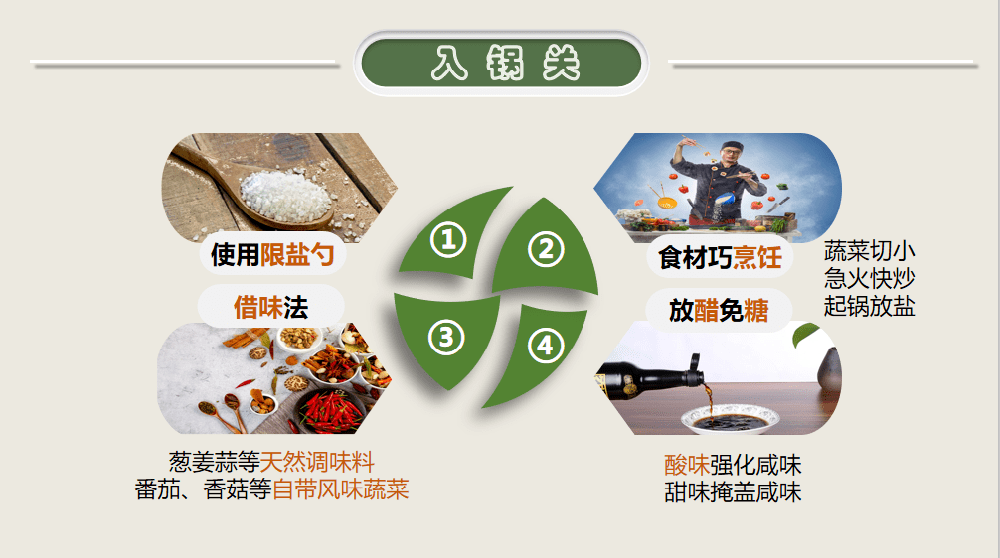 入锅关
①
使用限盐勺
②
食材巧烹饪
蔬菜切小
急火快炒
起锅放盐
③
借味法
葱姜蒜等天然调味料
番茄、香菇等自带风味蔬菜
④
放醋免糖
酸味强化咸味
甜味掩盖咸味